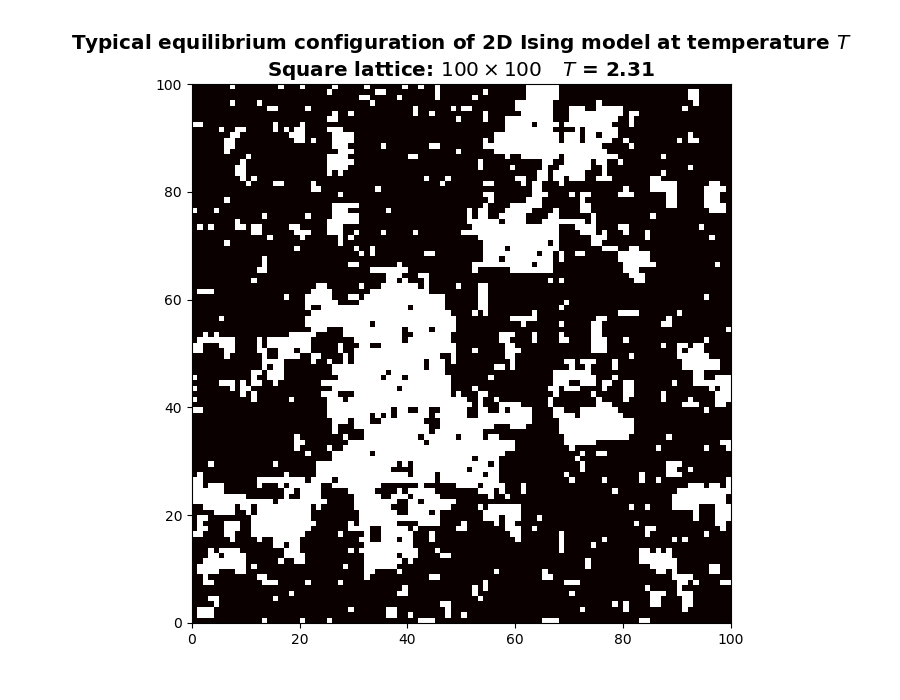 Typical equilibrium configuration of 2D Ising model at temperature T
Square lattice: 100 × 100 T = 2.31
100
80
60
40
20
0
0 20 40 60 80 100